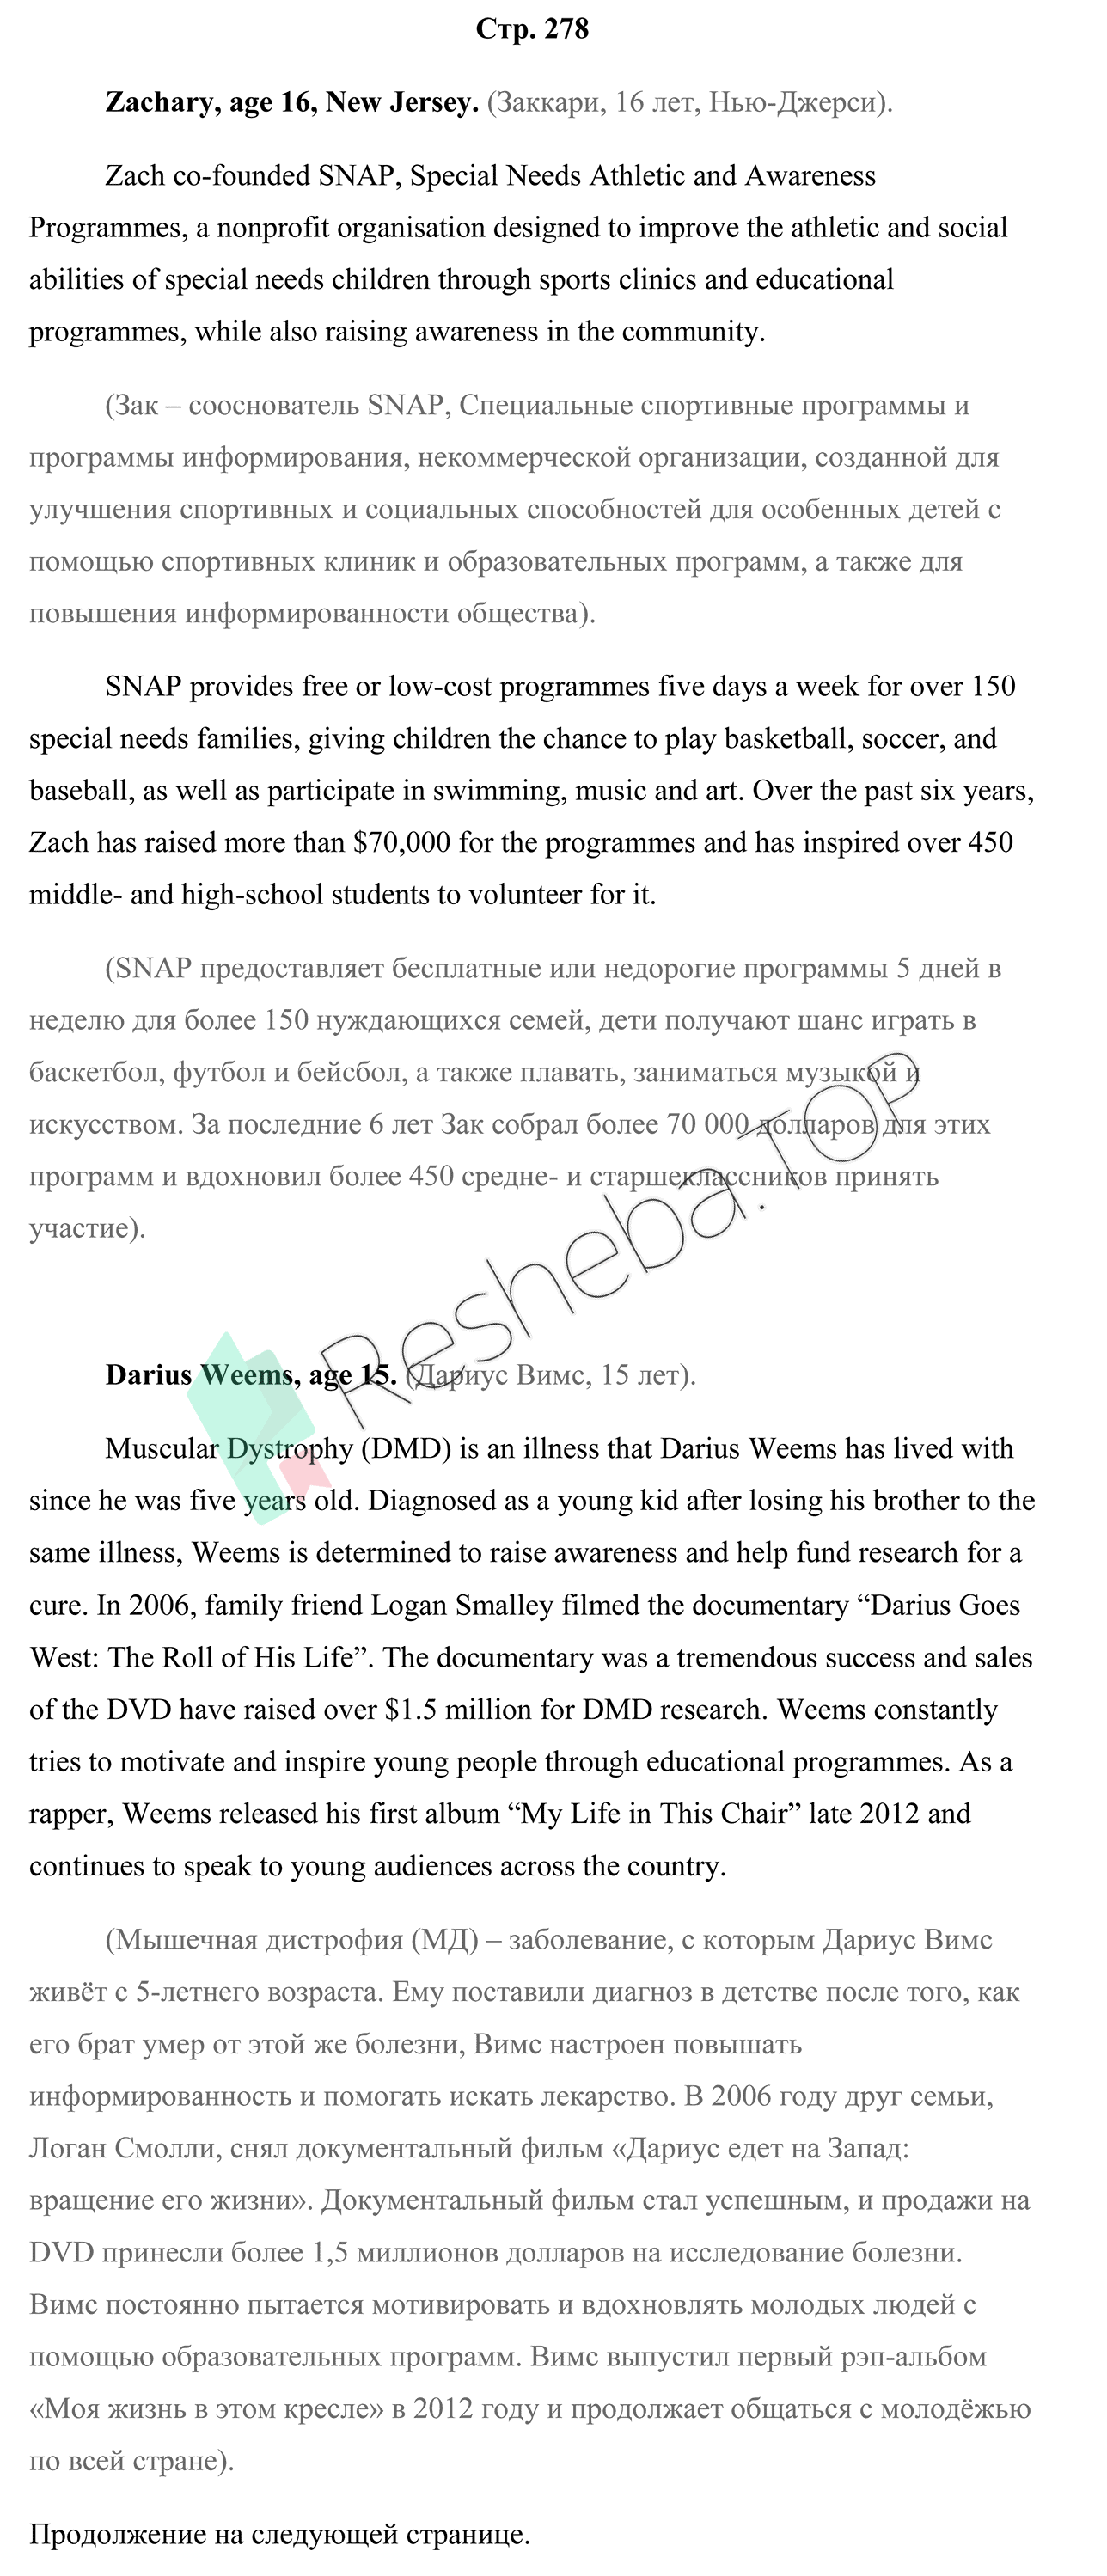 Стр. 278
Zachary, age 16, New Jersey. (Заккари, 16 лет, Нью-Джерси).
Zach co-founded SNAP, Special Needs Athletic and Awareness
Programmes, a nonprofit organisation designed to improve the athletic and social
abilities of special needs children through sports clinics and educational
programmes, while also raising awareness in the community.
(Зак – сооснователь SNAP, Специальные спортивные программы и
программы информирования, некоммерческой организации, созданной для
улучшения спортивных и социальных способностей для особенных детей с
помощью спортивных клиник и образовательных программ, а также для
повышения информированности общества).
SNAP provides free or low-cost programmes five days a week for over 150
special needs families, giving children the chance to play basketball, soccer, and
baseball, as well as participate in swimming, music and art. Over the past six years,
Zach has raised more than $70,000 for the programmes and has inspired over 450
middle- and high-school students to volunteer for it.
(SNAP предоставляет бесплатные или недорогие программы 5 дней в
неделю для более 150 нуждающихся семей, дети получают шанс играть в
баскетбол, футбол и бейсбол, а также плавать, заниматься музыкой и
искусством. За последние 6 лет Зак собрал более 70 000 долларов для этих
программ и вдохновил более 450 средне- и старшеклассников принять
участие).
Resheba.TOP
Darius Weems, age 15. (Дариус Вимс, 15 лет).
Muscular Dystrophy (DMD) is an illness that Darius Weems has lived with
since he was five years old. Diagnosed as a young kid after losing his brother to the
same illness, Weems is determined to raise awareness and help fund research for a
cure. In 2006, family friend Logan Smalley filmed the documentary “Darius Goes
West: The Roll of His Life”. The documentary was a tremendous success and sales
of the DVD have raised over $1.5 million for DMD research. Weems constantly
tries to motivate and inspire young people through educational programmes. As a
rapper, Weems released his first album “My Life in This Chair” late 2012 and
continues to speak to young audiences across the country.
(Мышечная дистрофия (МД) – заболевание, с которым Дариус Вимс
живёт с 5-летнего возраста. Ему поставили диагноз в детстве после того, как
его брат умер от этой же болезни, Вимс настроен повышать
информированность и помогать искать лекарство. В 2006 году друг семьи,
Логан Смолли, снял документальный фильм «Дариус едет на Запад:
вращение его жизни». Документальный фильм стал успешным, и продажи на
DVD принесли более 1,5 миллионов долларов на исследование болезни.
Вимс постоянно пытается мотивировать и вдохновлять молодых людей с
помощью образовательных программ. Вимс выпустил первый рэп-альбом
«Моя жизнь в этом кресле» в 2012 году и продолжает общаться с молодёжью
по всей стране).
Продолжение на следующей странице.